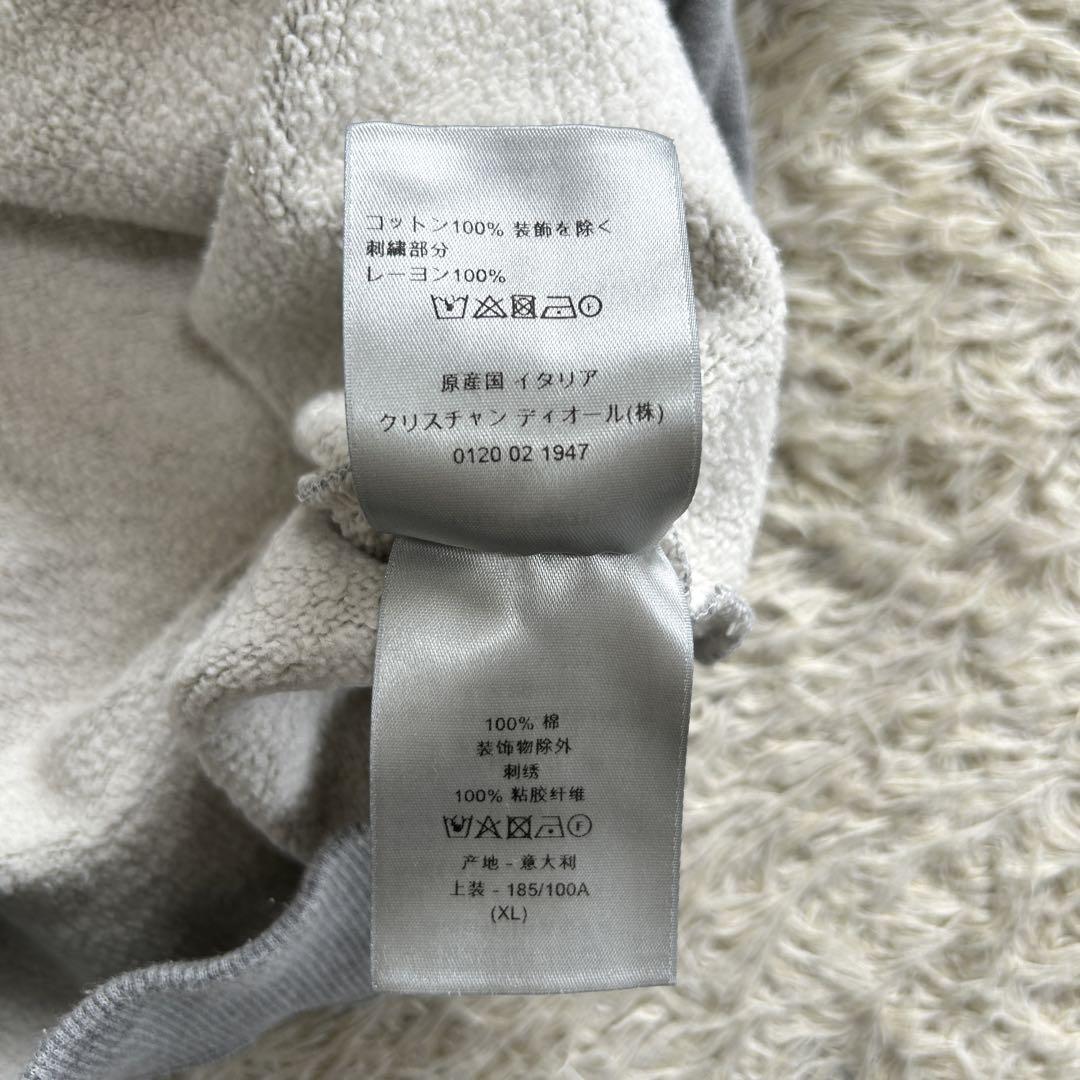 コットン100% 装飾を除く
刺繍部分
レーヨン100%
原産国 イタリア
クリスチャン ディオール(株)
0120 02 1947
100% 棉
装饰物除外
刺绣
100% 粘胶纤维
F
产地 - 意大利
上装 - 185/100A
(XL)